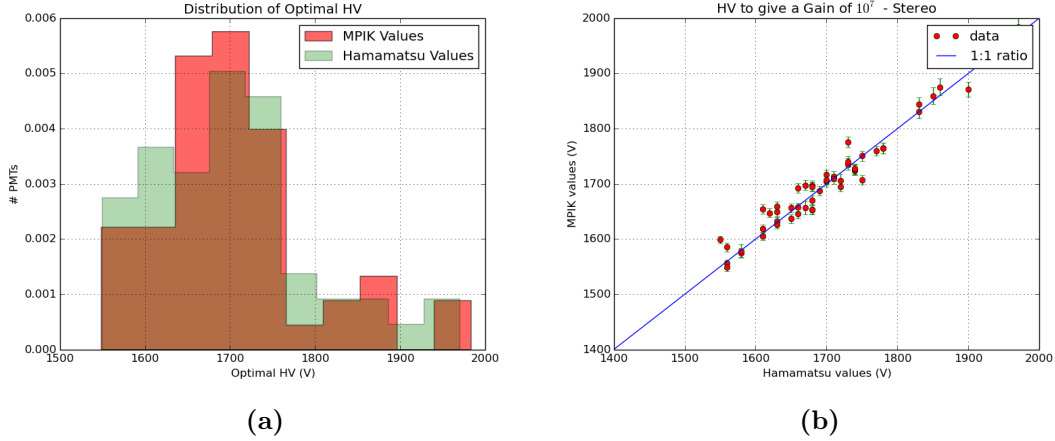 Distribution of Optimal HV
0.006
0.005
0.004
0.003
0.002
0.001
0.000
# PMTs
MPIK Values
Hamamatsu Values
1500 1600 1700 1800 1900 2000
Optimal HV (V)
(a)
HV to give a Gain of 10⁷ - Stereo
2000
1900
1800
1700
1600
1500
1400
MPIK values (V)
data
1:1 ratio
1400 1500 1600 1700 1800 1900 2000
Hamamatsu values (V)
(b)